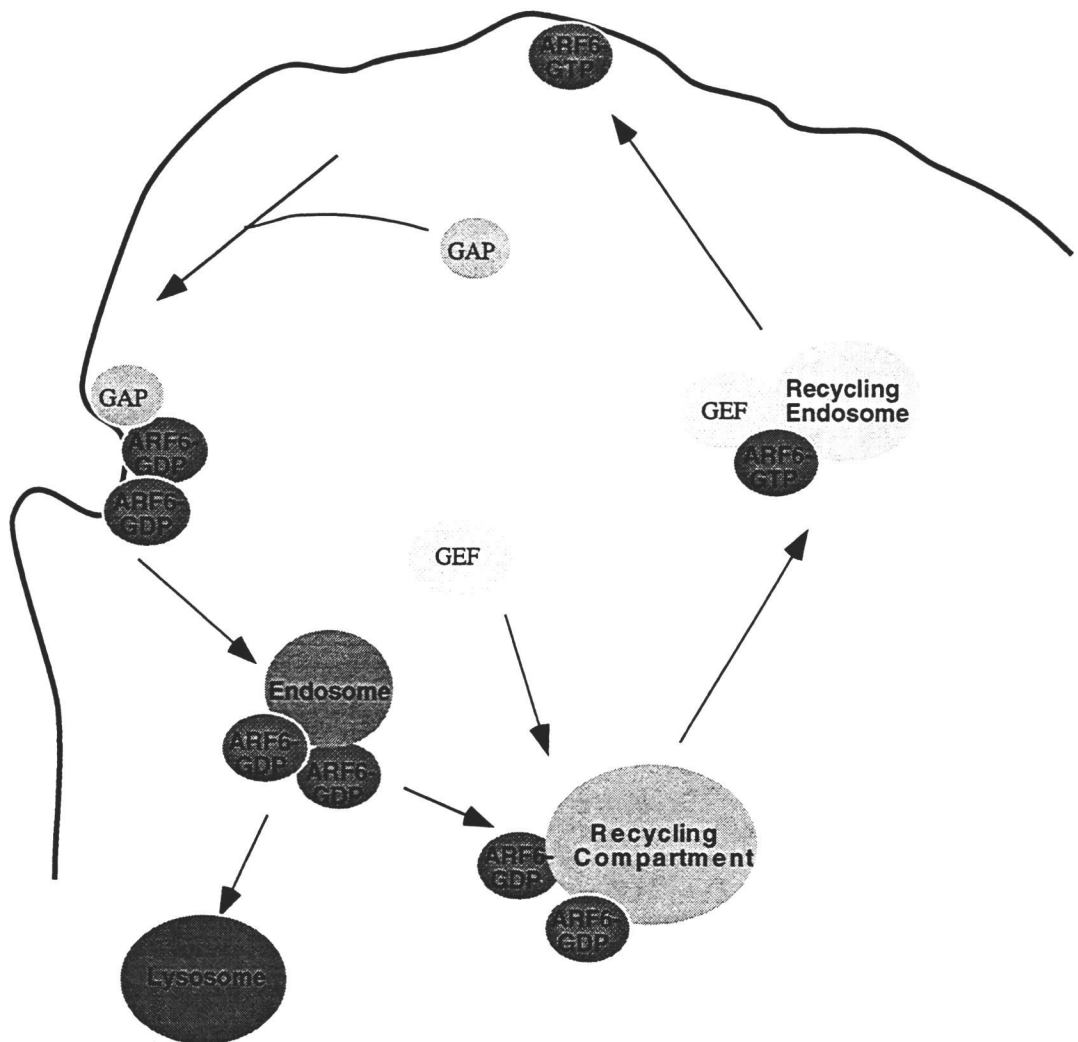 ARF6-
GTP
GAP
GAP
ARF6-
GDP
ARF6-
GDP
Recycling
Endosome
GEF
ARF6-
GTP
GEF
Endosome
ARF6-
GDP
ARF6-
GDP
Recycling
Compartment
ARF6-
GDP
ARF6-
GDP
Lysosome